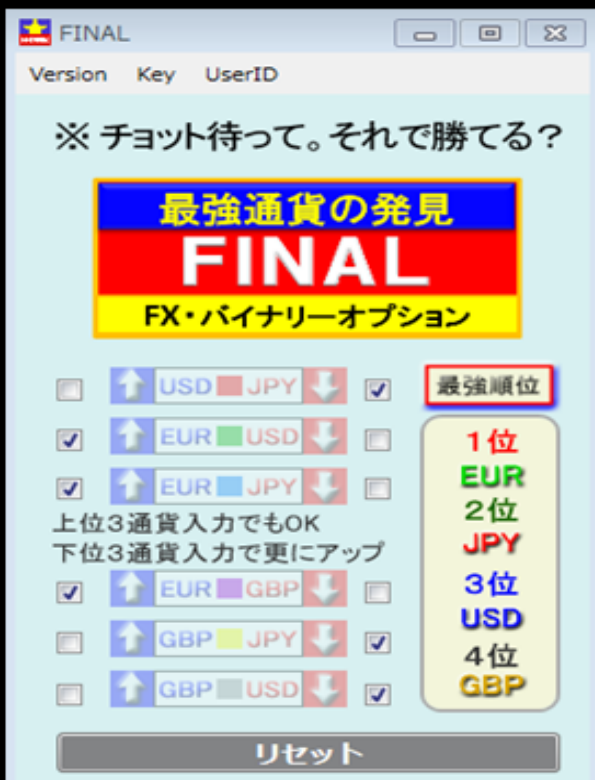 FINAL
Version Key UserID
※ チョット待って。それで勝てる？
最強通貨の発見
FINAL
FX・バイナリーオプション
USD JPY
EUR USD
EUR JPY
上位3通貨入力でもOK
下位3通貨入力で更にアップ
EUR GBP
GBP JPY
GBP USD
最強順位
1位
EUR
2位
JPY
3位
USD
4位
GBP
リセット